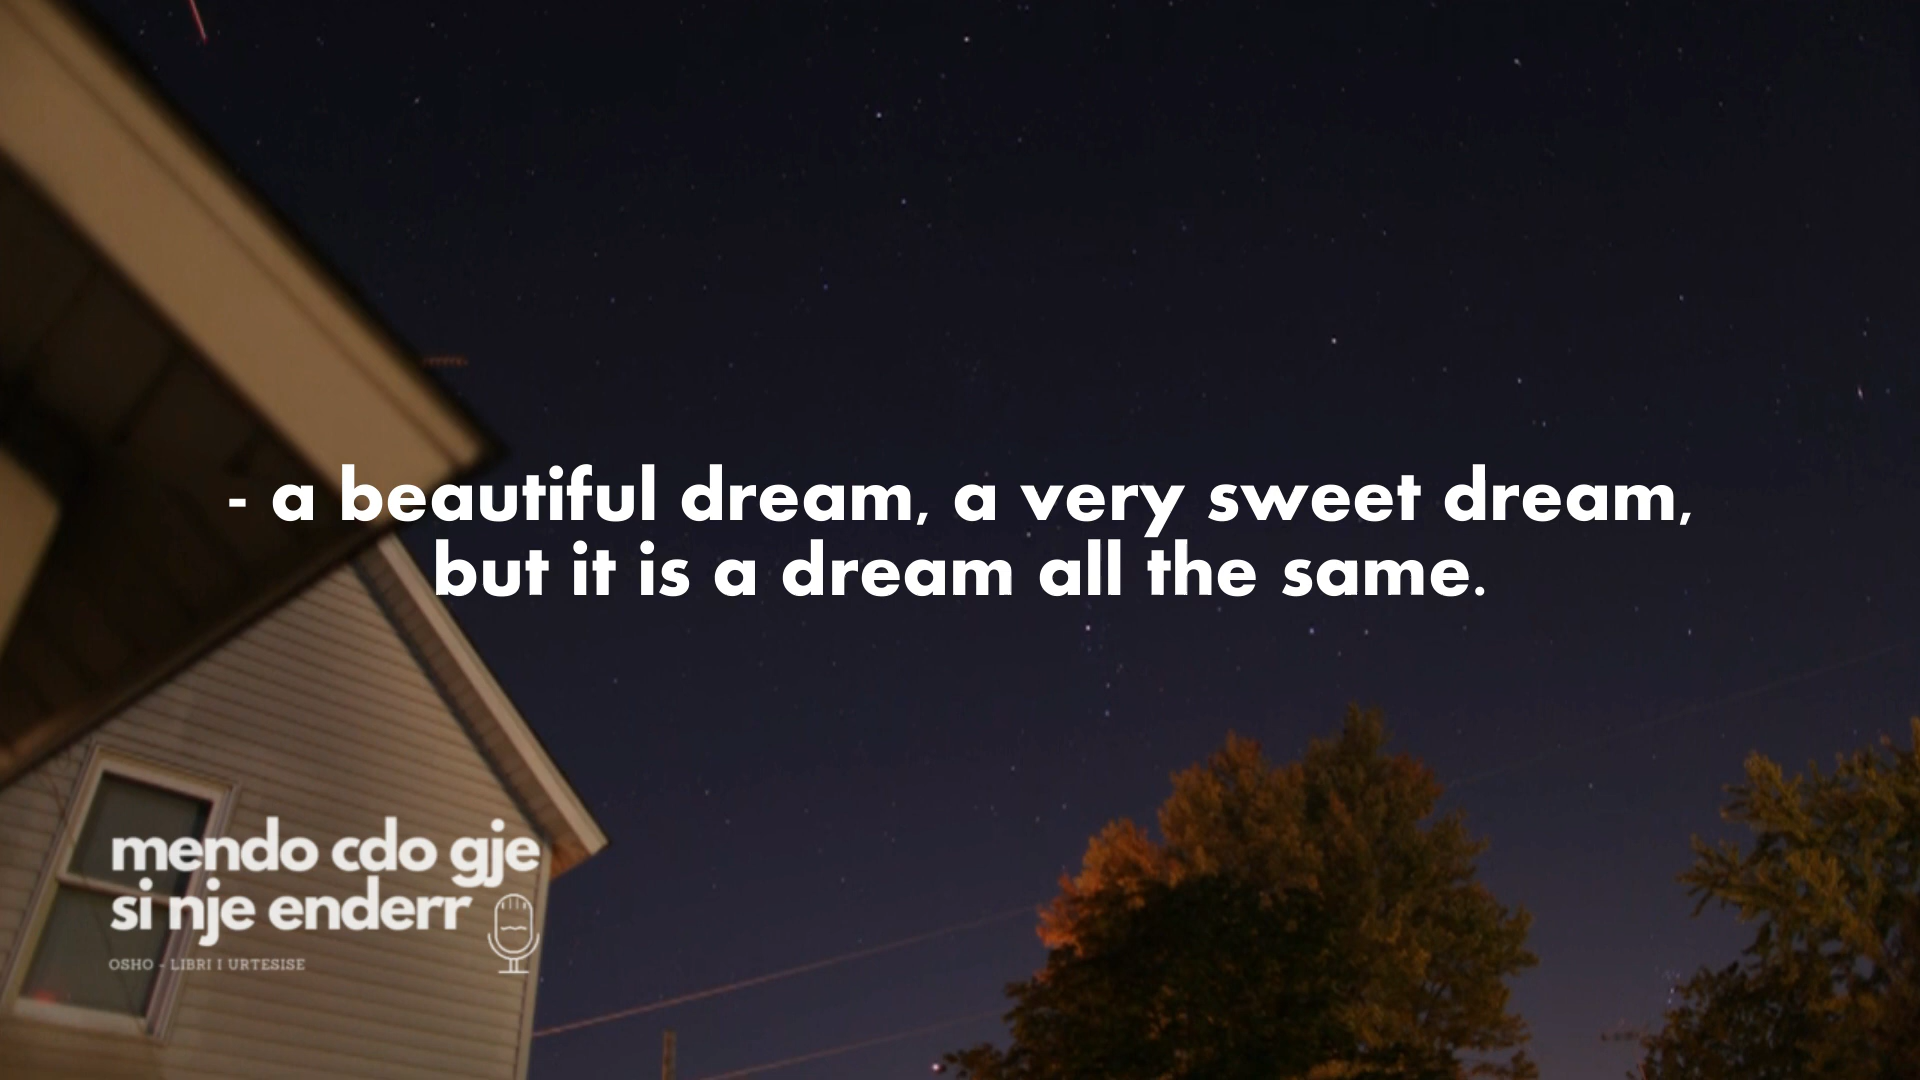 - a beautiful dream, a very sweet dream,
but it is a dream all the same.
mendo cdo gje
si nje enderr
OSHO - LIBRI I URTESISE